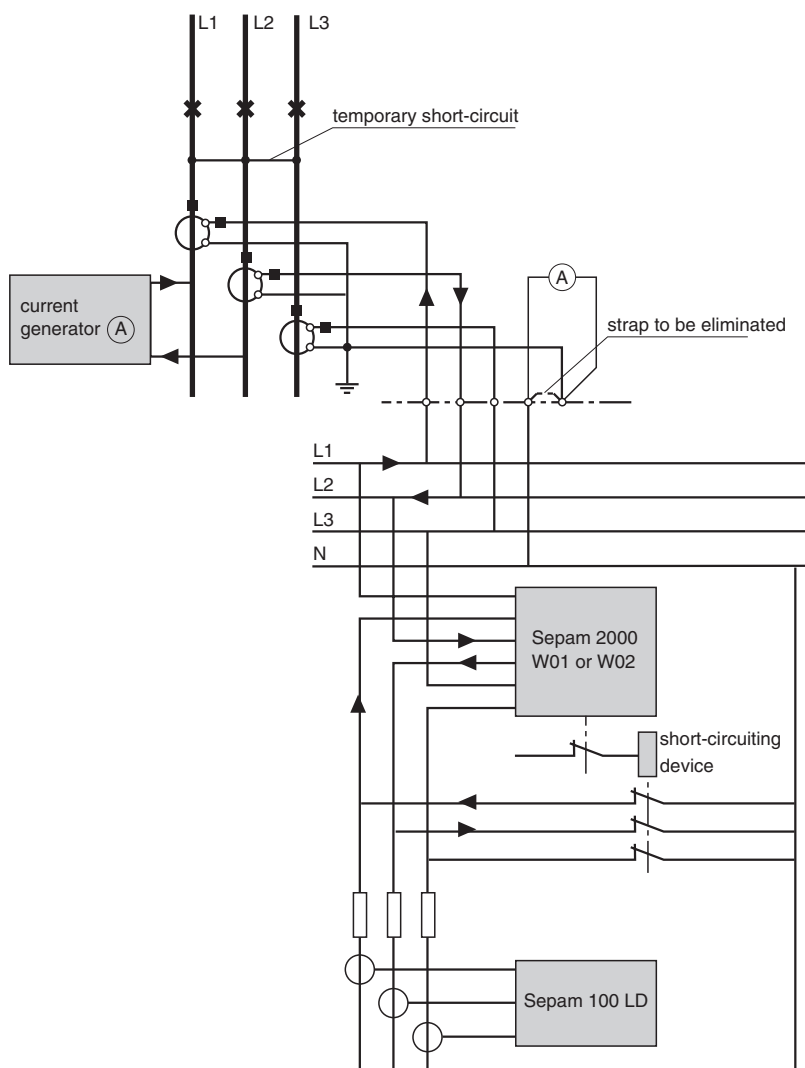 L1
L2
L3
temporary short-circuit
A
current
generator A
strap to be eliminated
L1
L2
L3
N
Sepam 2000
W01 or W02
short-circuiting
device
Sepam 100 LD